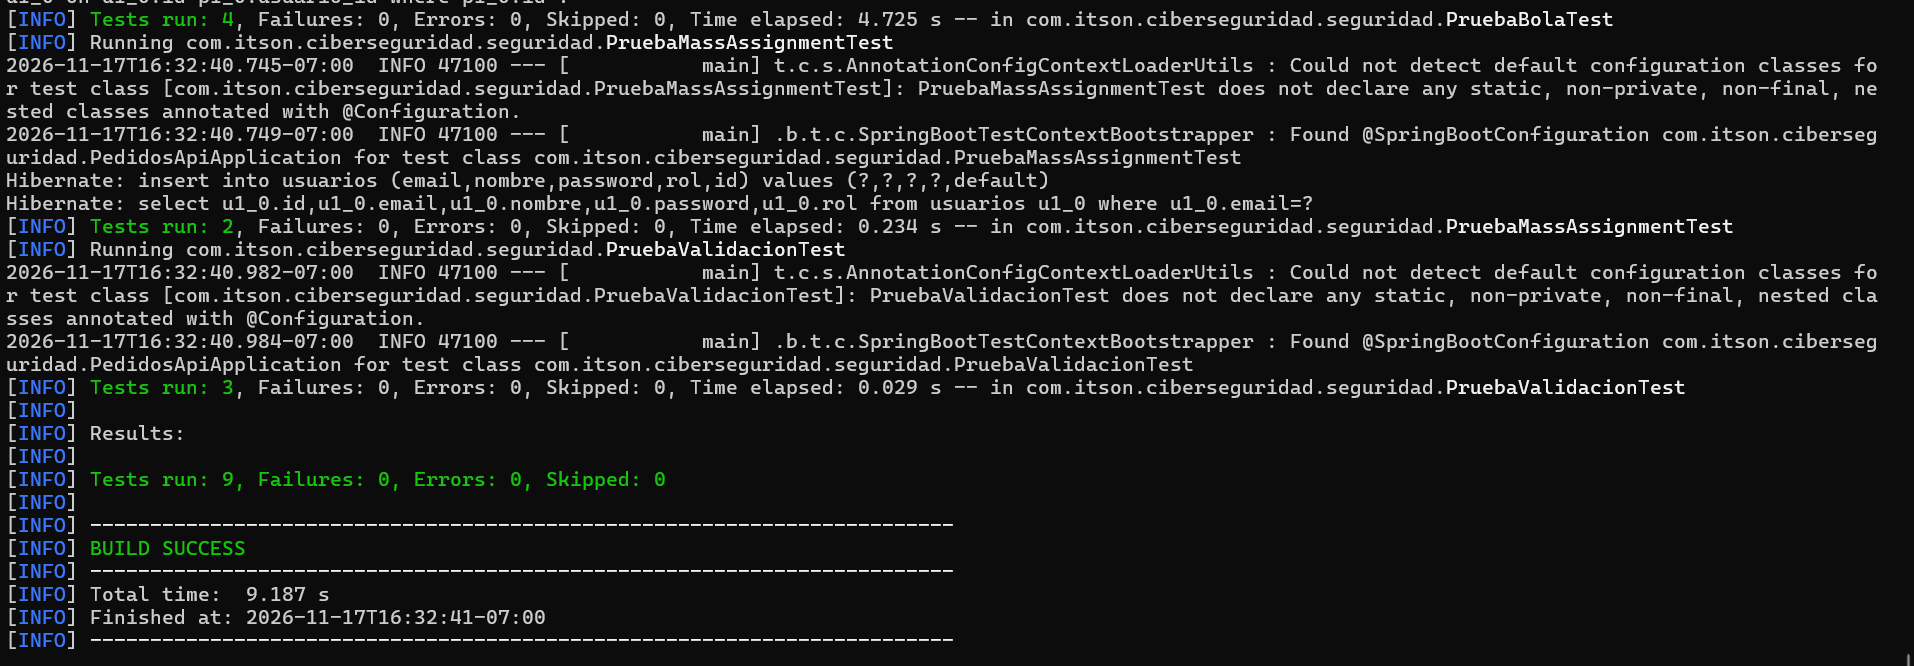 [INFO] Tests run: 4, Failures: 0, Errors: 0, Skipped: 0, Time elapsed: 4.725 s -- in com.itson.ciberseguridad.seguridad.PruebaBolaTest
[INFO] Running com.itson.ciberseguridad.seguridad.PruebaMassAssignmentTest
2026-11-17T16:32:40.745-07:00  INFO 47100 --- [           main] t.c.s.AnnotationConfigContextLoaderUtils : Could not detect default configuration classes fo
r test class [com.itson.ciberseguridad.seguridad.PruebaMassAssignmentTest]: PruebaMassAssignmentTest does not declare any static, non-private, non-final, ne
sted classes annotated with @Configuration.
2026-11-17T16:32:40.749-07:00  INFO 47100 --- [           main] .b.t.c.SpringBootTestContextBootstrapper : Found @SpringBootConfiguration com.itson.ciberseg
uridad.PedidosApiApplication for test class com.itson.ciberseguridad.seguridad.PruebaMassAssignmentTest
Hibernate: insert into usuarios (email,nombre,password,rol,id) values (?,?,?,?,default)
Hibernate: select u1_0.id,u1_0.email,u1_0.nombre,u1_0.password,u1_0.rol from usuarios u1_0 where u1_0.email=?
[INFO] Tests run: 2, Failures: 0, Errors: 0, Skipped: 0, Time elapsed: 0.234 s -- in com.itson.ciberseguridad.seguridad.PruebaMassAssignmentTest
[INFO] Running com.itson.ciberseguridad.seguridad.PruebaValidacionTest
2026-11-17T16:32:40.982-07:00  INFO 47100 --- [           main] t.c.s.AnnotationConfigContextLoaderUtils : Could not detect default configuration classes fo
r test class [com.itson.ciberseguridad.seguridad.PruebaValidacionTest]: PruebaValidacionTest does not declare any static, non-private, non-final, nested cla
sses annotated with @Configuration.
2026-11-17T16:32:40.984-07:00  INFO 47100 --- [           main] .b.t.c.SpringBootTestContextBootstrapper : Found @SpringBootConfiguration com.itson.ciberseg
uridad.PedidosApiApplication for test class com.itson.ciberseguridad.seguridad.PruebaValidacionTest
[INFO] Tests run: 3, Failures: 0, Errors: 0, Skipped: 0, Time elapsed: 0.029 s -- in com.itson.ciberseguridad.seguridad.PruebaValidacionTest
[INFO]
[INFO] Results:
[INFO]
[INFO] Tests run: 9, Failures: 0, Errors: 0, Skipped: 0
[INFO]
[INFO] ------------------------------------------------------------------------
[INFO] BUILD SUCCESS
[INFO] ------------------------------------------------------------------------
[INFO] Total time:  9.187 s
[INFO] Finished at: 2026-11-17T16:32:41-07:00
[INFO] ------------------------------------------------------------------------